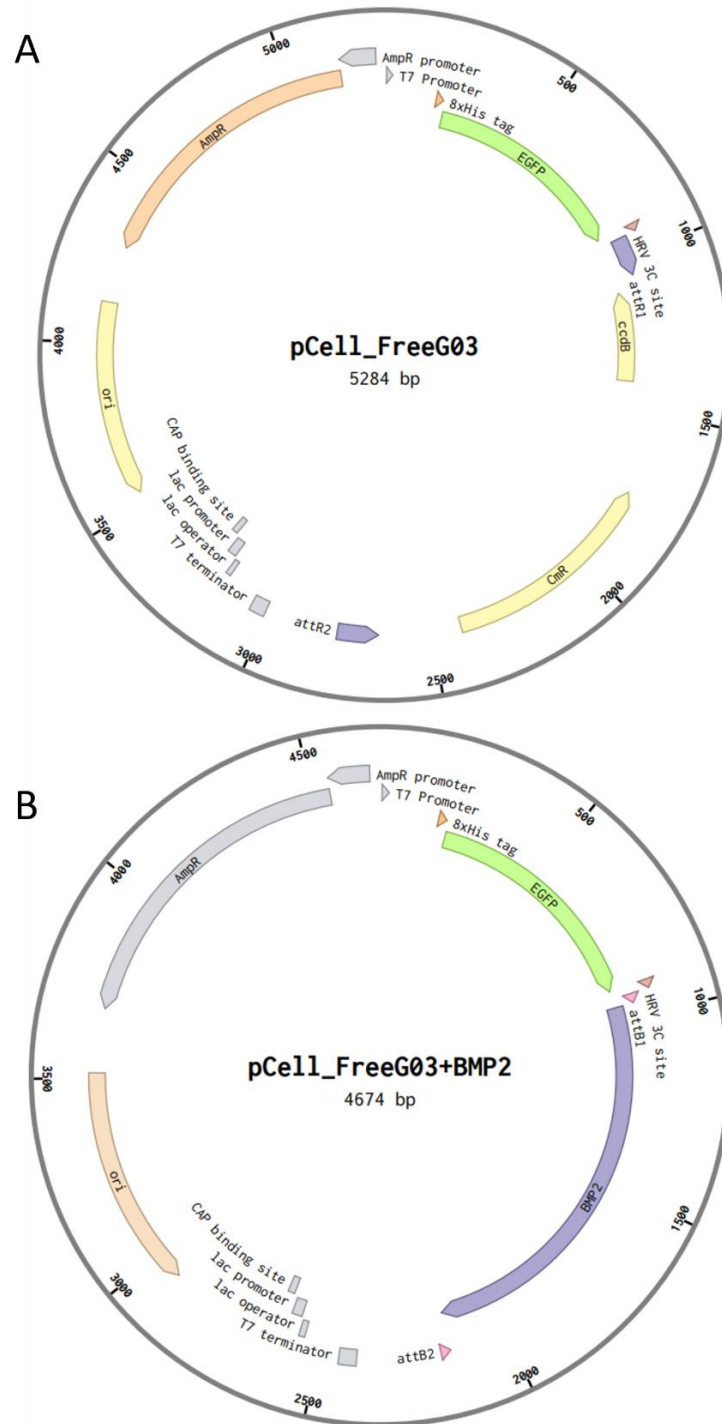 A
5000
AmpR promoter
T7 Promoter
500
8xHis tag
AmpR
EGFP
4500
1000
HRV 3C site
attR1
ccdB
pCell_FreeG03
5284 bp
4000
ori
1500
CAP binding site
lac promoter
lac operator
T7 terminator
3500
CmR
2000
attR2
3000
2500
B
4500
AmpR promoter
T7 Promoter
500
8xHis tag
AmpR
EGFP
4000
1000
HRV 3C site
attB1
pCell_FreeG03+BMP2
4674 bp
3500
ori
BMP2
1500
CAP binding site
lac promoter
lac operator
T7 terminator
3000
attB2
2000
2500